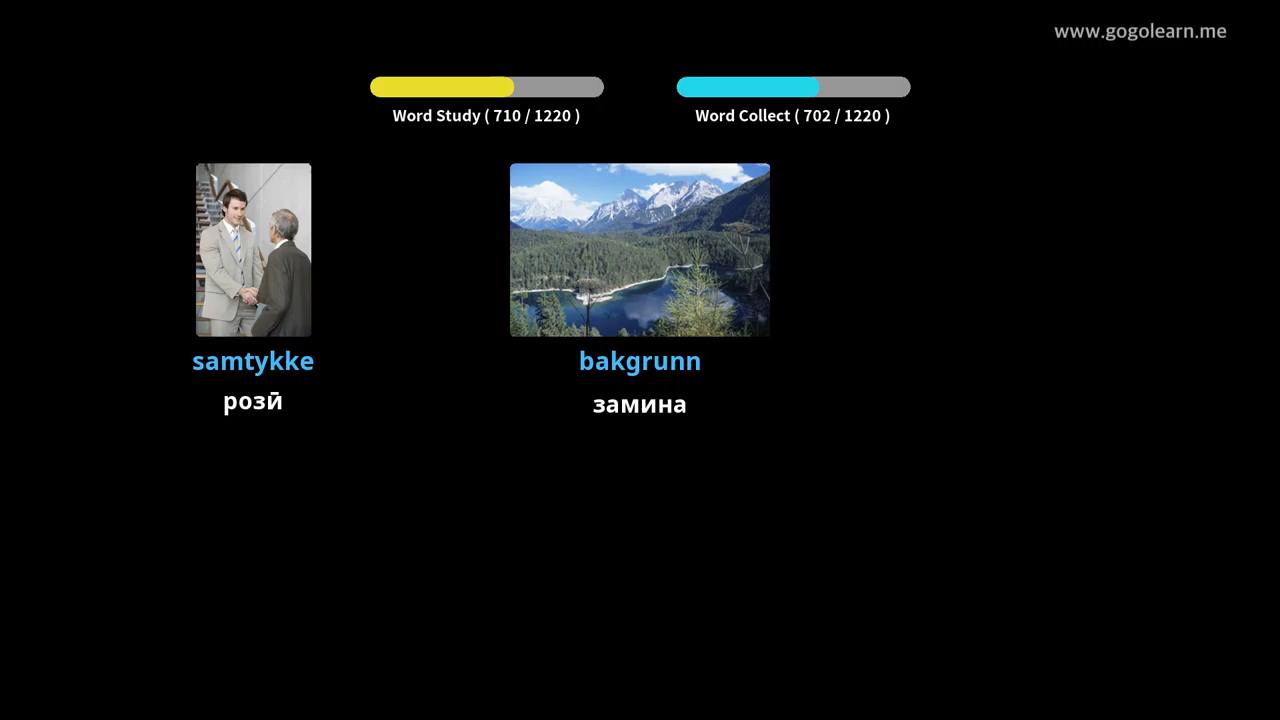 www.gogolearn.me
Word Study ( 710 / 1220 )
Word Collect ( 702 / 1220 )
samtykke
розӣ
bakgrunn
замина